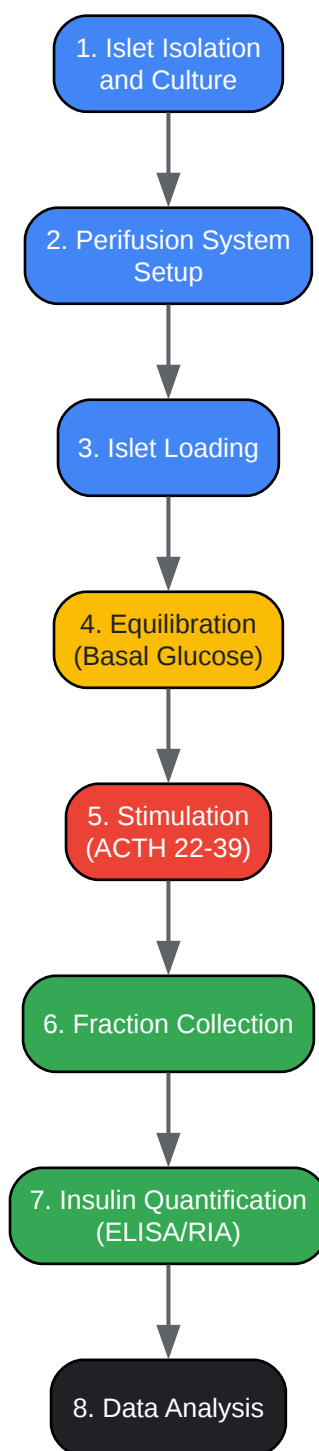 1. Islet Isolation
and Culture
2. Perifusion System
Setup
3. Islet Loading
4. Equilibration
(Basal Glucose)
5. Stimulation
(ACTH 22-39)
6. Fraction Collection
7. Insulin Quantification
(ELISA/RIA)
8. Data Analysis